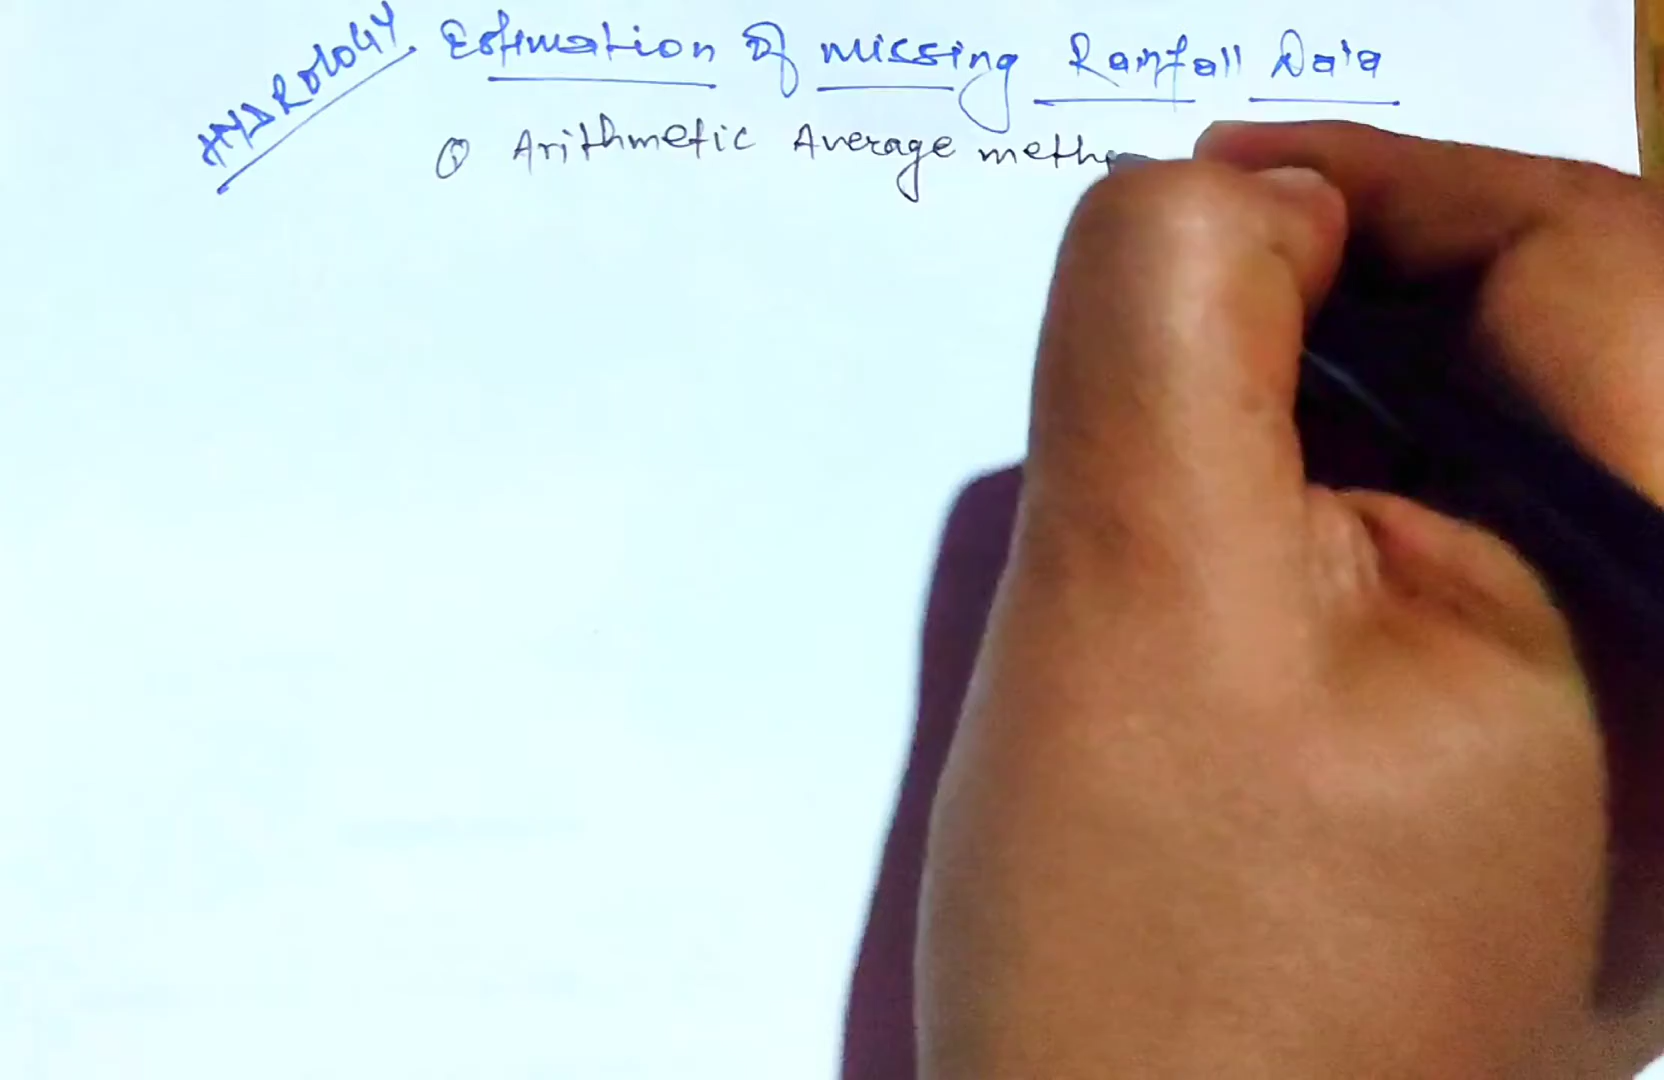 HYDROLOGY
Estimation of missing Rainfall Data
① Arithmetic Average meth